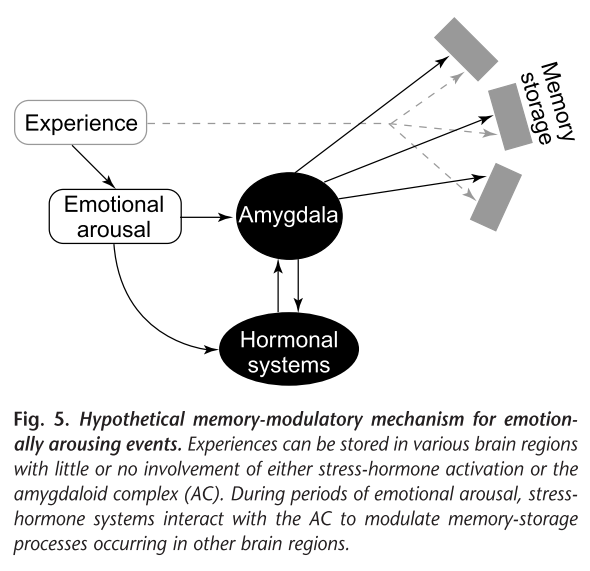 Experience
Memory
storage
Emotional
arousal
Amygdala
Hormonal
systems
Fig. 5. Hypothetical memory-modulatory mechanism for emotion-
ally arousing events. Experiences can be stored in various brain regions
with little or no involvement of either stress-hormone activation or the
amygdaloid complex (AC). During periods of emotional arousal, stress-
hormone systems interact with the AC to modulate memory-storage
processes occurring in other brain regions.